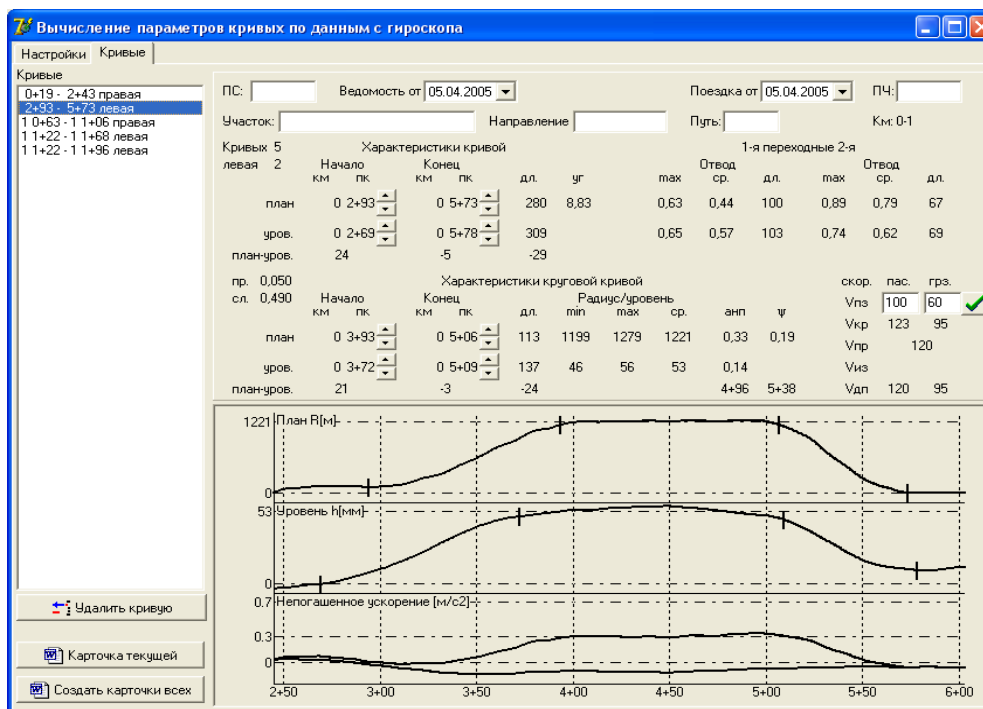 Вычисление параметров кривых по данным с гироскопа
Настройки Кривые
Кривые
0+19 - 2+43 правая
2+93 - 5+73 левая
1 0+63 - 1 1+06 правая
1 1+22 - 1 1+68 левая
1 1+22 - 1 1+96 левая
Удалить кривую
Карточка текущей
Создать карточки всех
ПС: Ведомость от 05.04.2005 Поездка от 05.04.2005 ПЧ:
Участок: Направление Путь: Км: 0-1
Кривых 5 Характеристики кривой 1-я переходные 2-я
левая 2 Начало Конец Отвод Отвод
км пк км пк дл. уг max ср. дл. max ср. дл.
план 0 2+93 0 5+73 280 8,83 0,63 0,44 100 0,89 0,79 67
уров. 0 2+69 0 5+78 309 0,65 0,57 103 0,74 0,62 69
план-уров. 24 -5 -29
пр. 0,050 Характеристики круговой кривой скор. пас. грз.
сл. 0,490 Начало Конец Радиус/уровень Vпз 100 60
км пк км пк дл. min max ср. анп ψ
Vкр 123 95
план 0 3+93 0 5+06 113 1199 1279 1221 0,33 0,19
Vпр 120
уров. 0 3+72 0 5+09 137 46 56 53 0,14 Vиз
план-уров. 21 -3 -24 4+96 5+38 Vдп 120 95
1221 План R[м]
0
53 Уровень h[мм]
0
0.7 Непогашенное ускорение [м/с2]
0.3
0
2+50 3+00 3+50 4+00 4+50 5+00 5+50 6+00